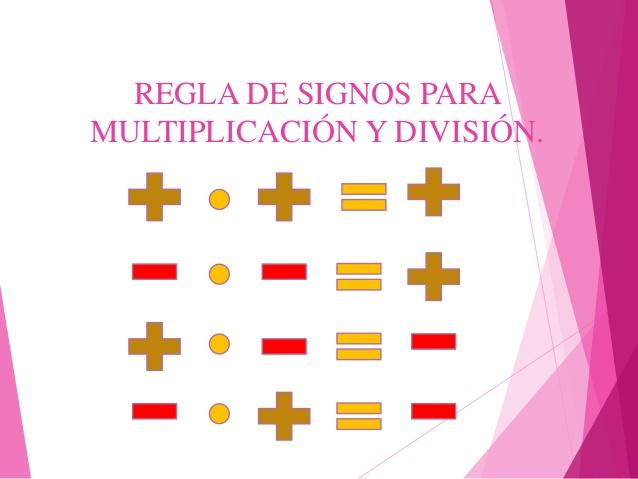 REGLA DE SIGNOS PARA
MULTIPLICACIÓN Y DIVISIÓN.
+ · + = +
- · - = +
+ · - = -
- · + = -